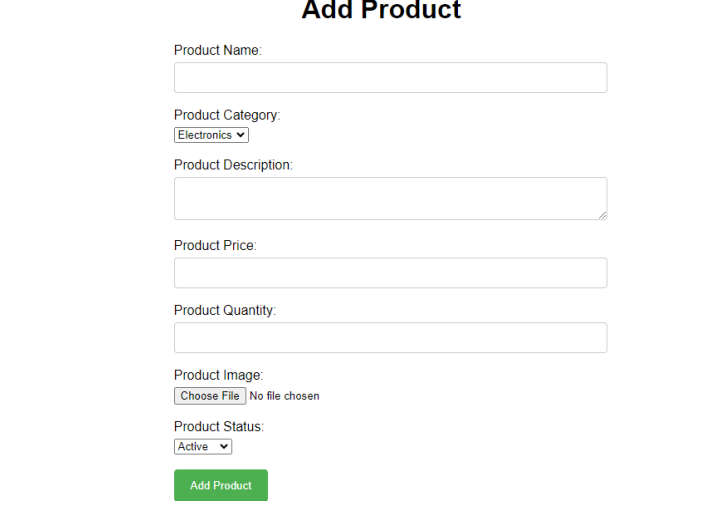 Add Product
Product Name:
Product Category:
Electronics
Product Description:
Product Price:
Product Quantity:
Product Image:
Choose File No file chosen
Product Status:
Active
Add Product